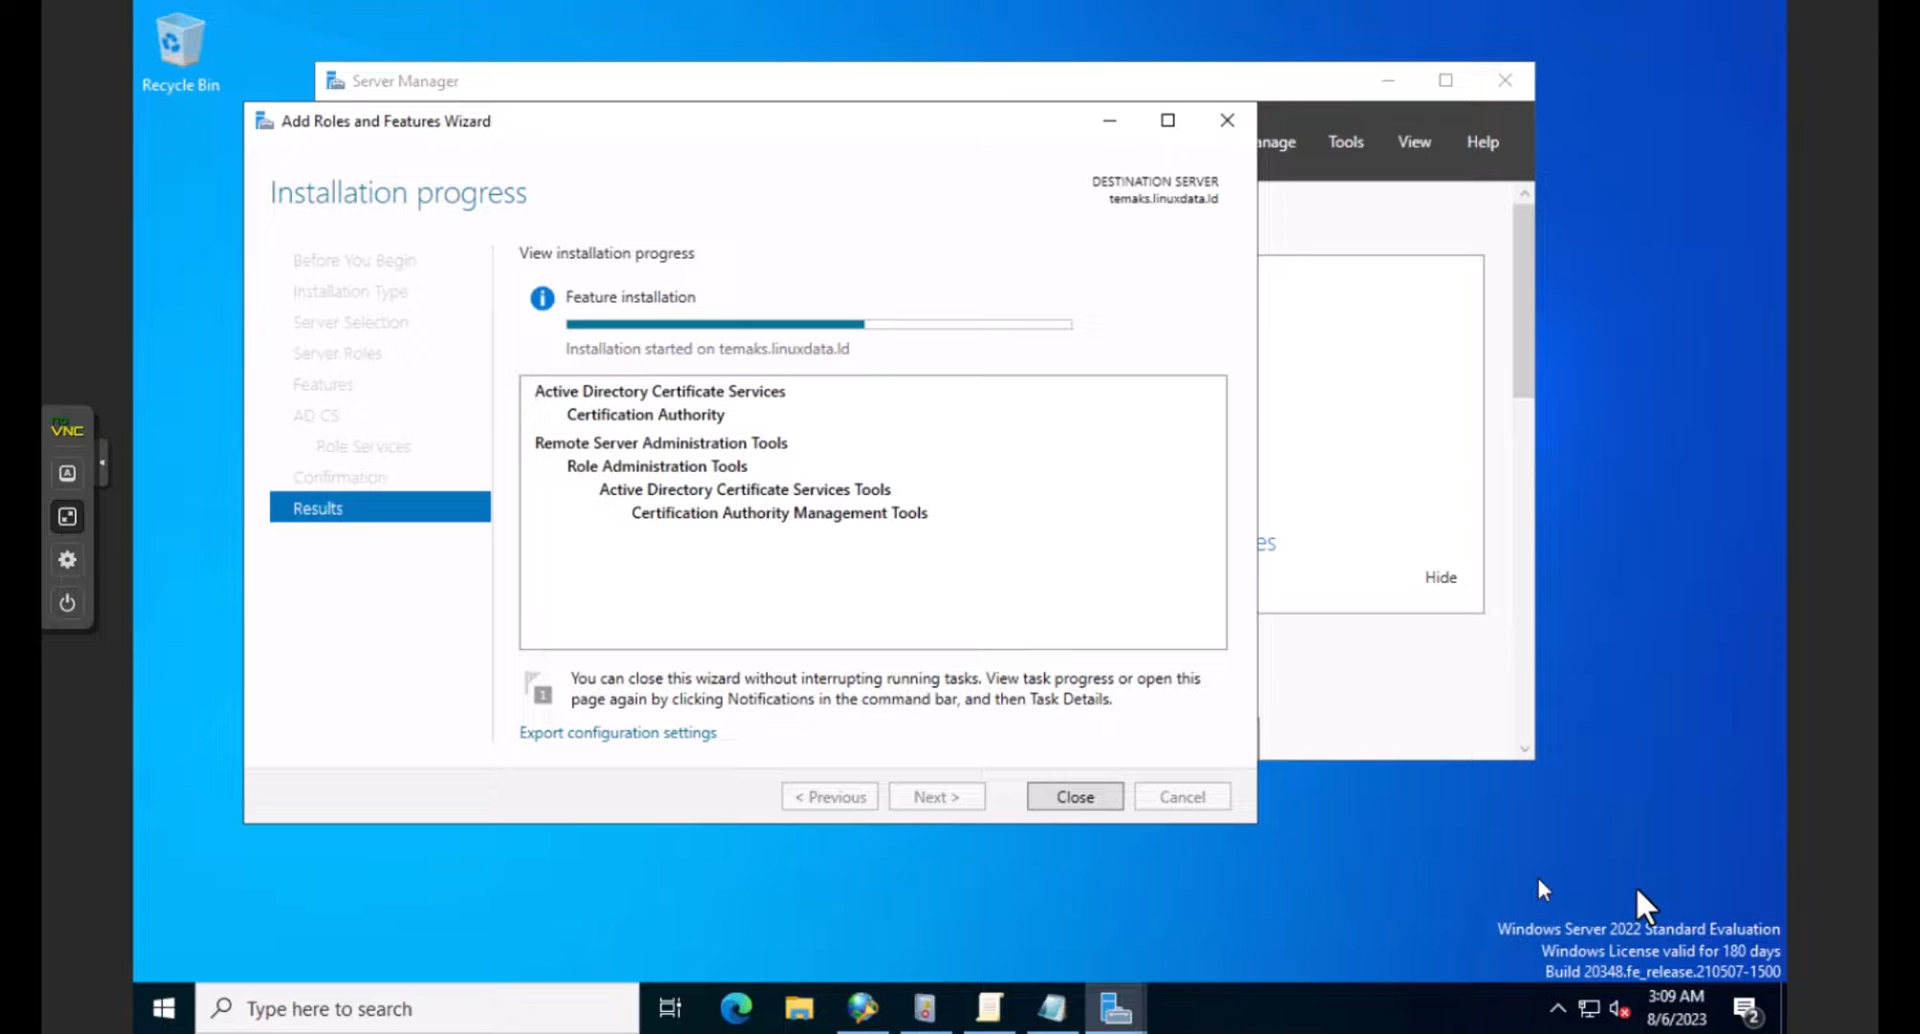 Recycle Bin
Server Manager
Add Roles and Features Wizard
anage
Tools
View
Help
Installation progress
DESTINATION SERVER
temaks.linuxdata.ld
Before You Begin
Installation Type
Server Selection
Server Roles
Features
AD CS
Role Services
Confirmation
Results
View installation progress
Feature installation
Installation started on temaks.linuxdata.ld
Active Directory Certificate Services
Certification Authority
Remote Server Administration Tools
Role Administration Tools
Active Directory Certificate Services Tools
Certification Authority Management Tools
es
Hide
1
You can close this wizard without interrupting running tasks. View task progress or open this
page again by clicking Notifications in the command bar, and then Task Details.
Export configuration settings
< Previous
Next >
Close
Cancel
no
VNC
A
Windows Server 2022 Standard Evaluation
Windows License valid for 180 days
Build 20348.fe_release.210507-1500
Type here to search
3:09 AM
8/6/2023
2